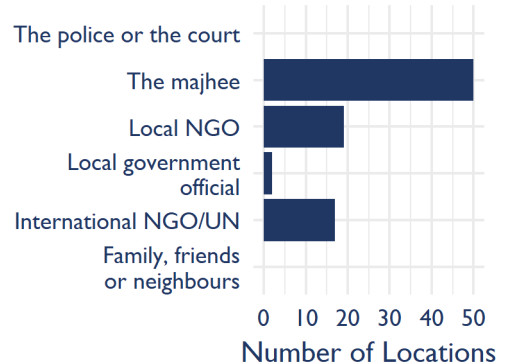 The police or the court
The majhee
Local NGO
Local government
official
International NGO/UN
Family, friends
or neighbours
0 10 20 30 40 50
Number of Locations